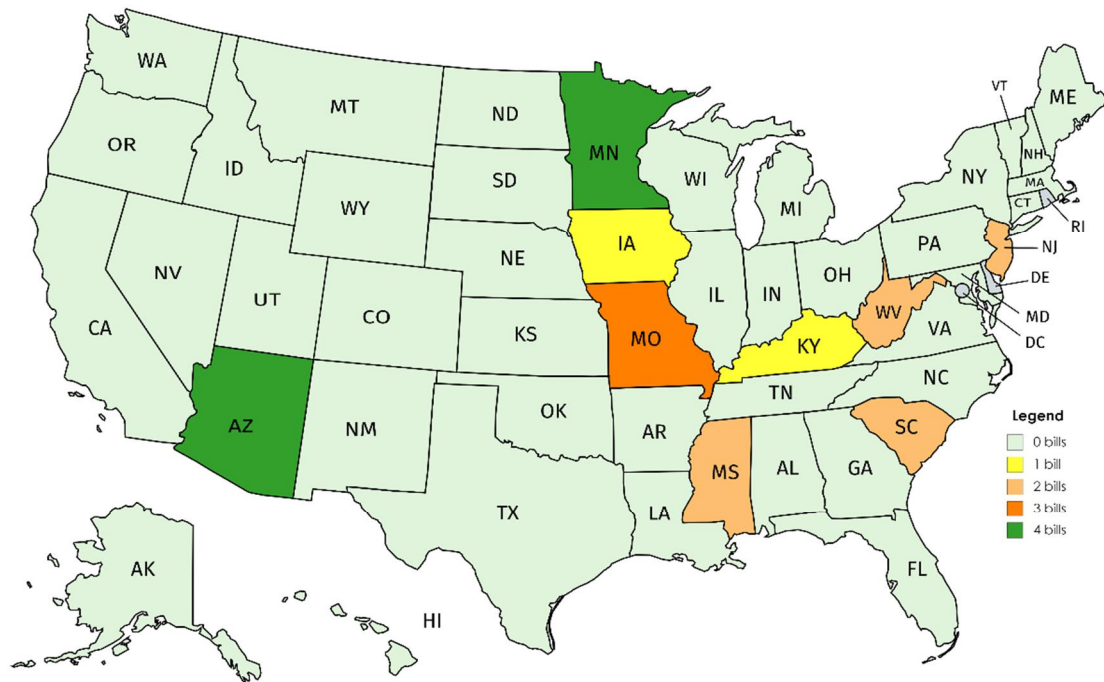 WA
MT
ND
MN
VT
ME
OR
ID
SD
WI
NH
NY
MA
WY
MI
CT
RI
IA
PA
NJ
NE
NV
OH
DE
UT
IL
IN
CA
CO
WV
MD
KS
MO
VA
DC
KY
NC
TN
AZ
OK
NM
AR
SC
MS
AL
GA
LA
TX
FL
AK
HI
Legend
0 bills
1 bill
2 bills
3 bills
4 bills